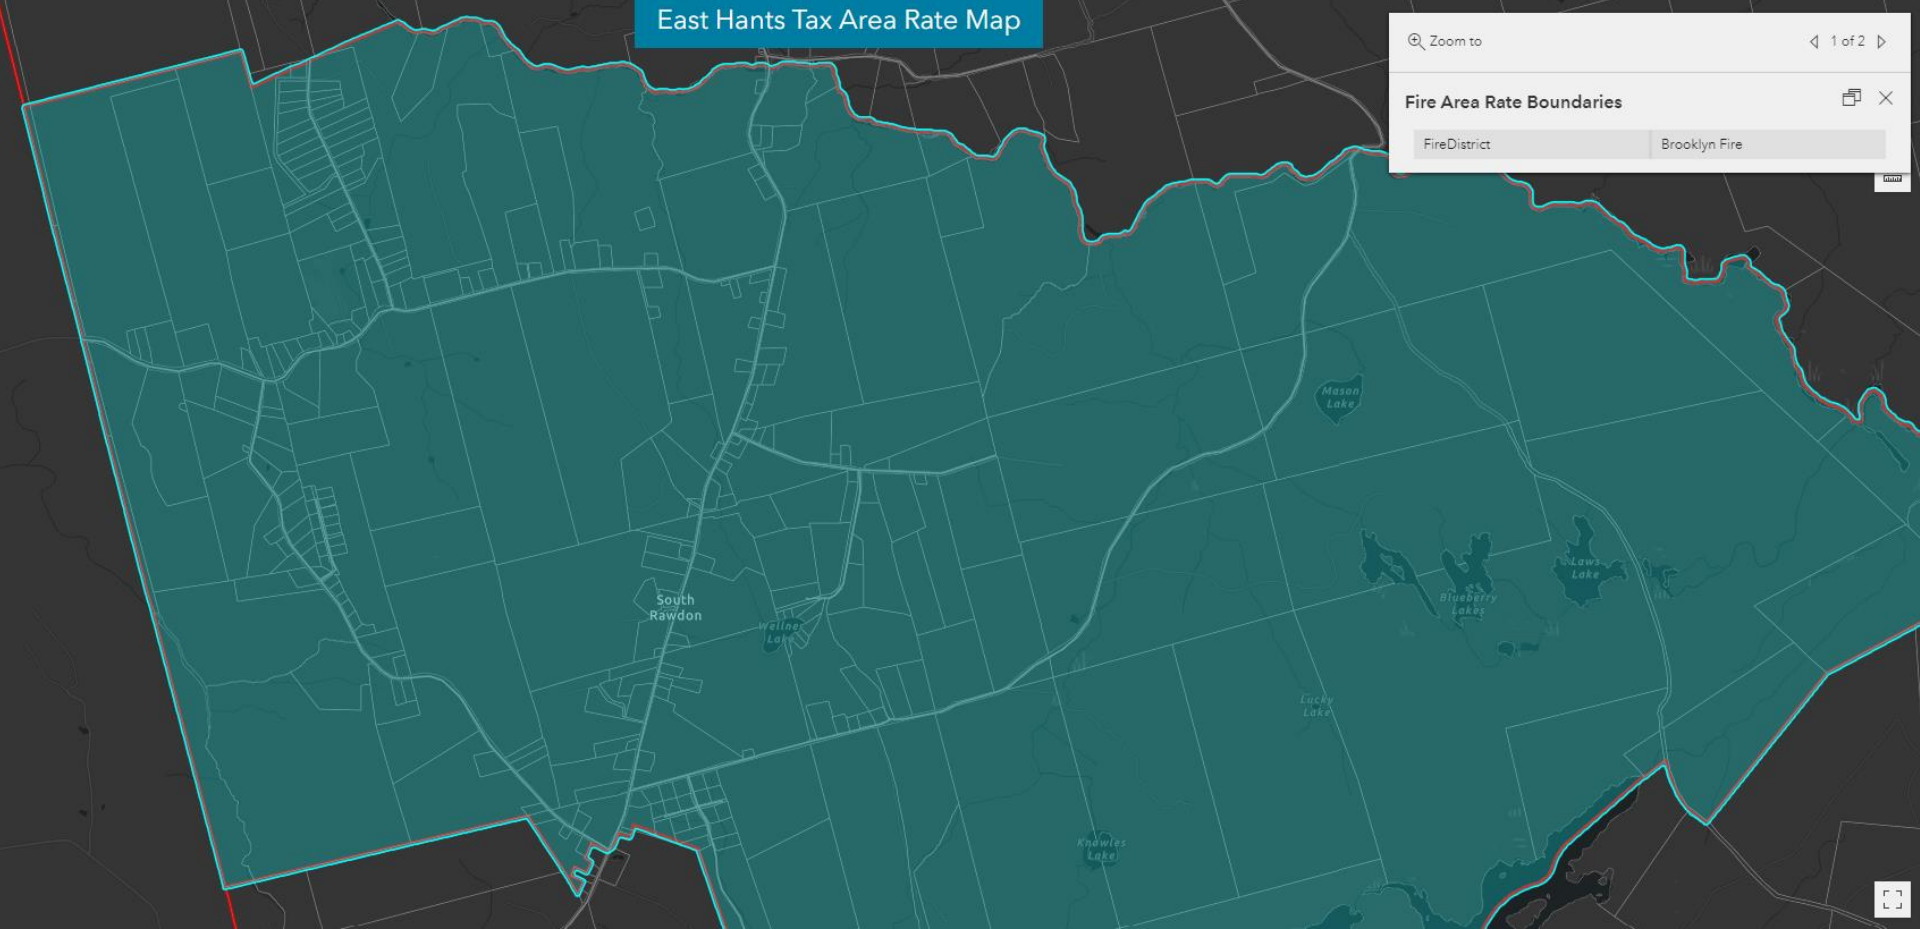 East Hants Tax Area Rate Map
Zoom to
1 of 2
Fire Area Rate Boundaries
FireDistrict
Brooklyn Fire
Mason
Lake
Laws
Lake
Blueberry
Lakes
South
Rawdon
Wellner
Lake
Lucky
Lake
Knowles
Lake